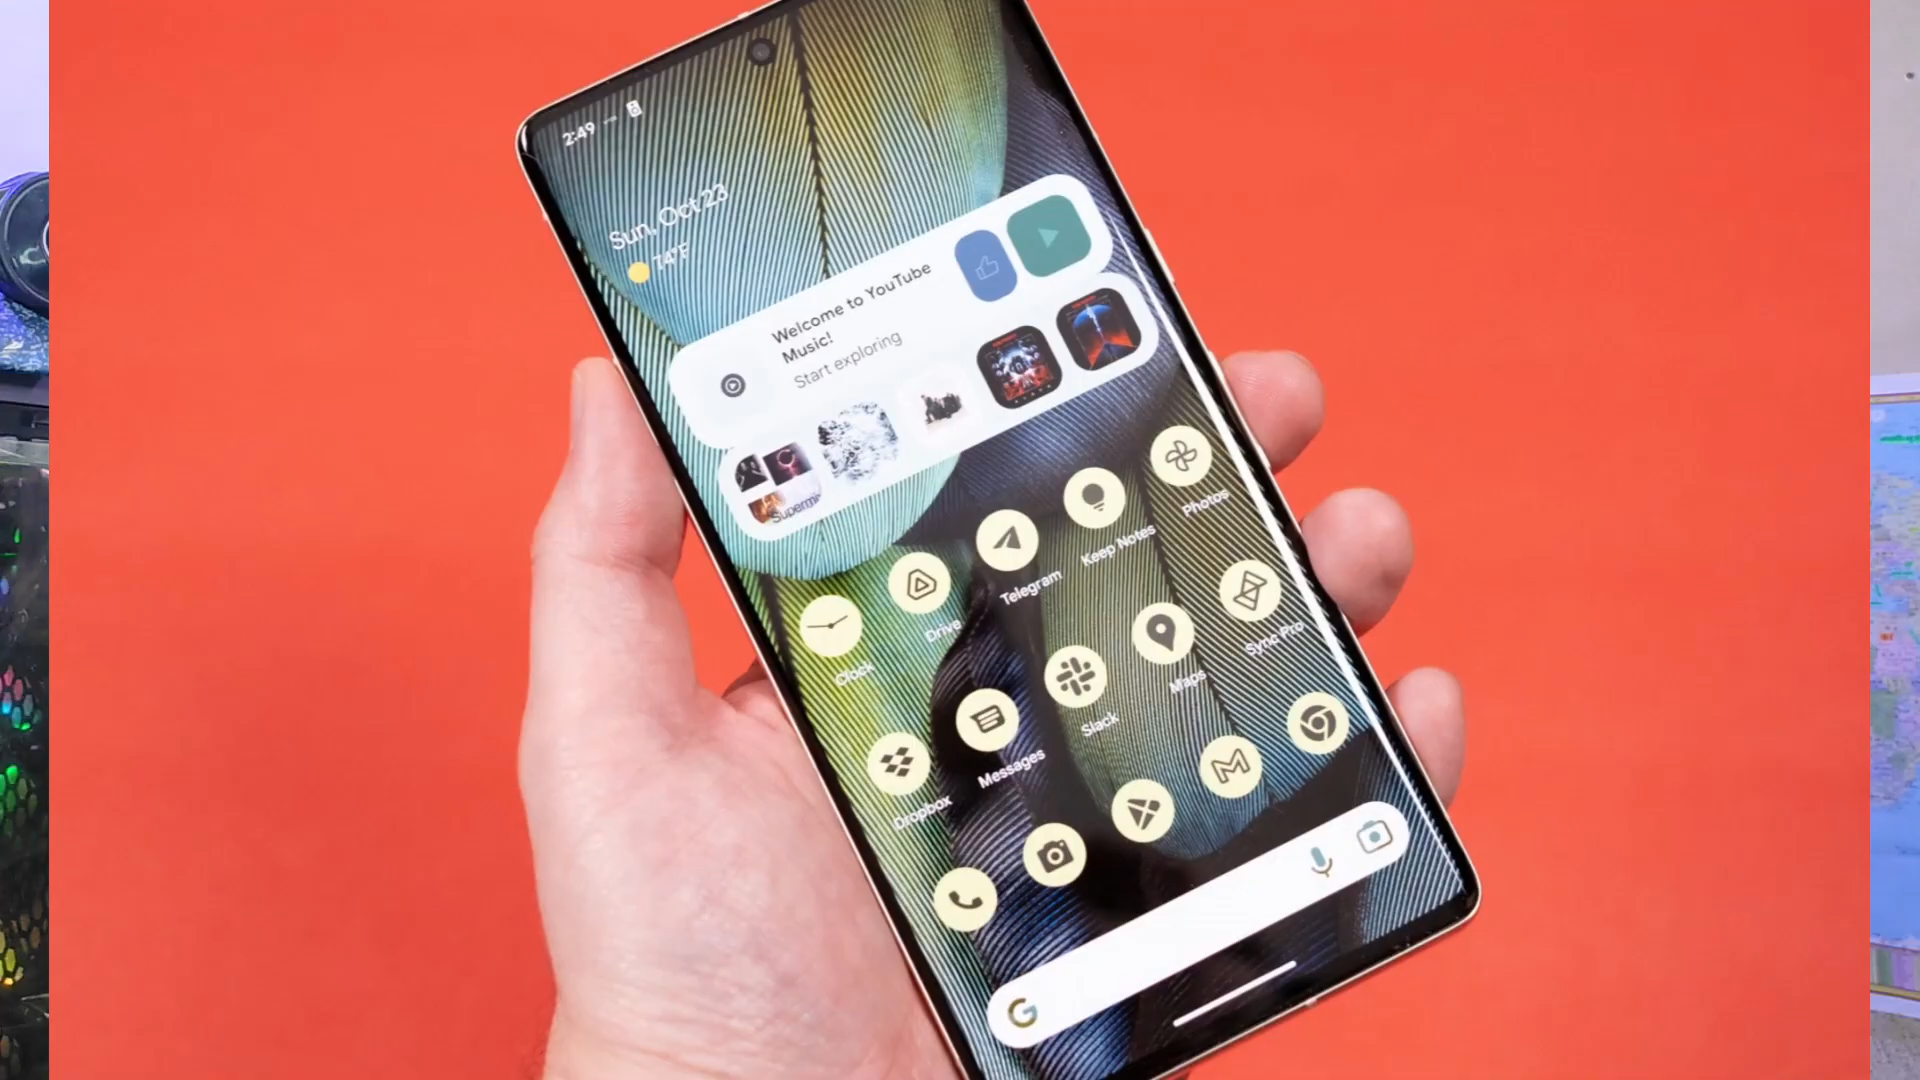 2:49
Sun, Oct 23
74°F
Welcome to YouTube
Music!
Start exploring
Supermi
Photos
Keep Notes
Telegram
Drive
Clock
Sync Pro
Maps
Slack
Messages
Dropbox
G